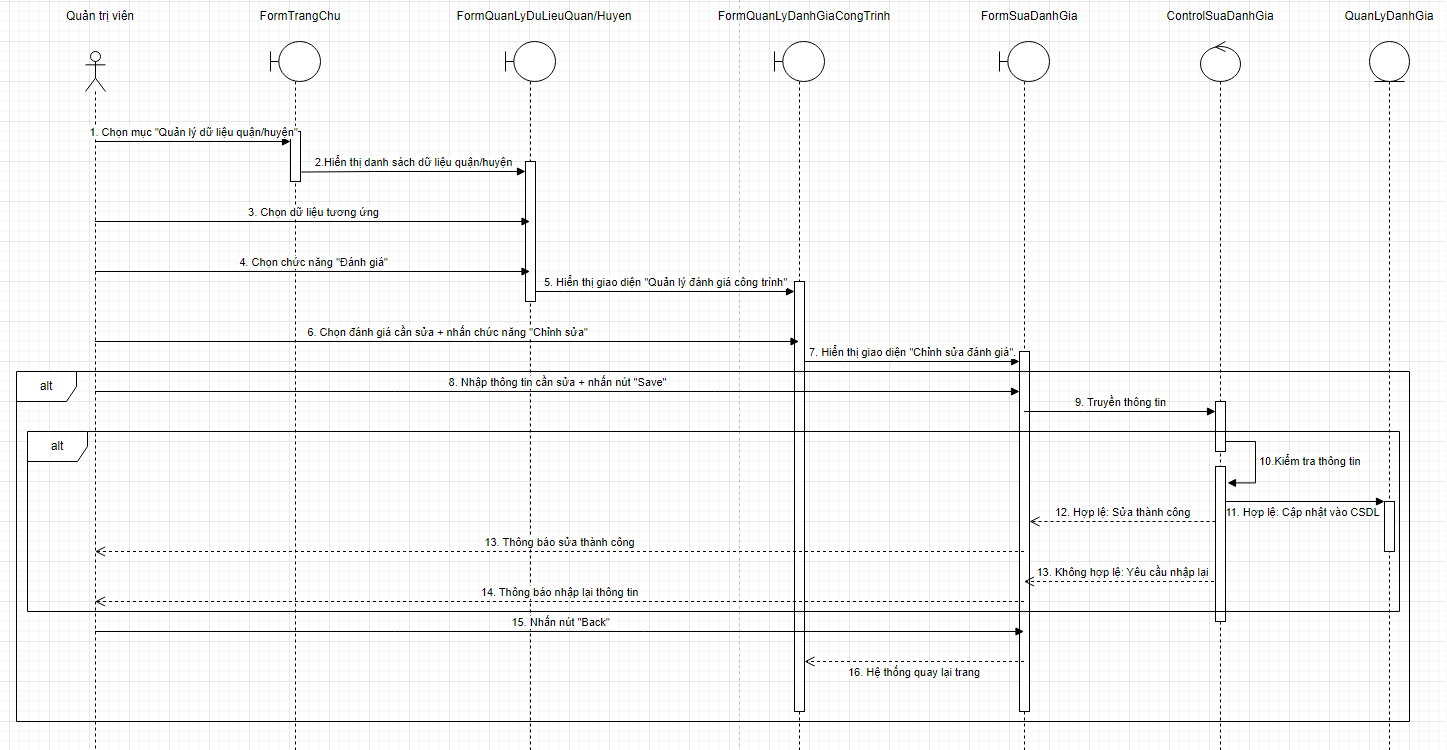 Quản trị viên
FormTrangChu
FormQuanLyDuLieuQuan/Huyen
FormQuanLyDanhGiaCongTrinh
FormSuaDanhGia
ControlSuaDanhGia
QuanLyDanhGia
1. Chọn mục "Quản lý dữ liệu quận/huyện"
2.Hiển thị danh sách dữ liệu quận/huyện
3. Chọn dữ liệu tương ứng
4. Chọn chức năng "Đánh giá"
5. Hiển thị giao diện "Quản lý đánh giá công trình"
6. Chọn đánh giá cần sửa + nhấn chức năng "Chỉnh sửa"
7. Hiển thị giao diện "Chỉnh sửa đánh giá".
alt
8. Nhập thông tin cần sửa + nhấn nút "Save"
9. Truyền thông tin
alt
10.Kiểm tra thông tin
11. Hợp lệ: Cập nhật vào CSDL
12. Hợp lệ: Sửa thành công
13. Thông báo sửa thành công
13. Không hợp lệ: Yêu cầu nhập lại
14. Thông báo nhập lại thông tin
15. Nhấn nút "Back"
16. Hệ thống quay lại trang